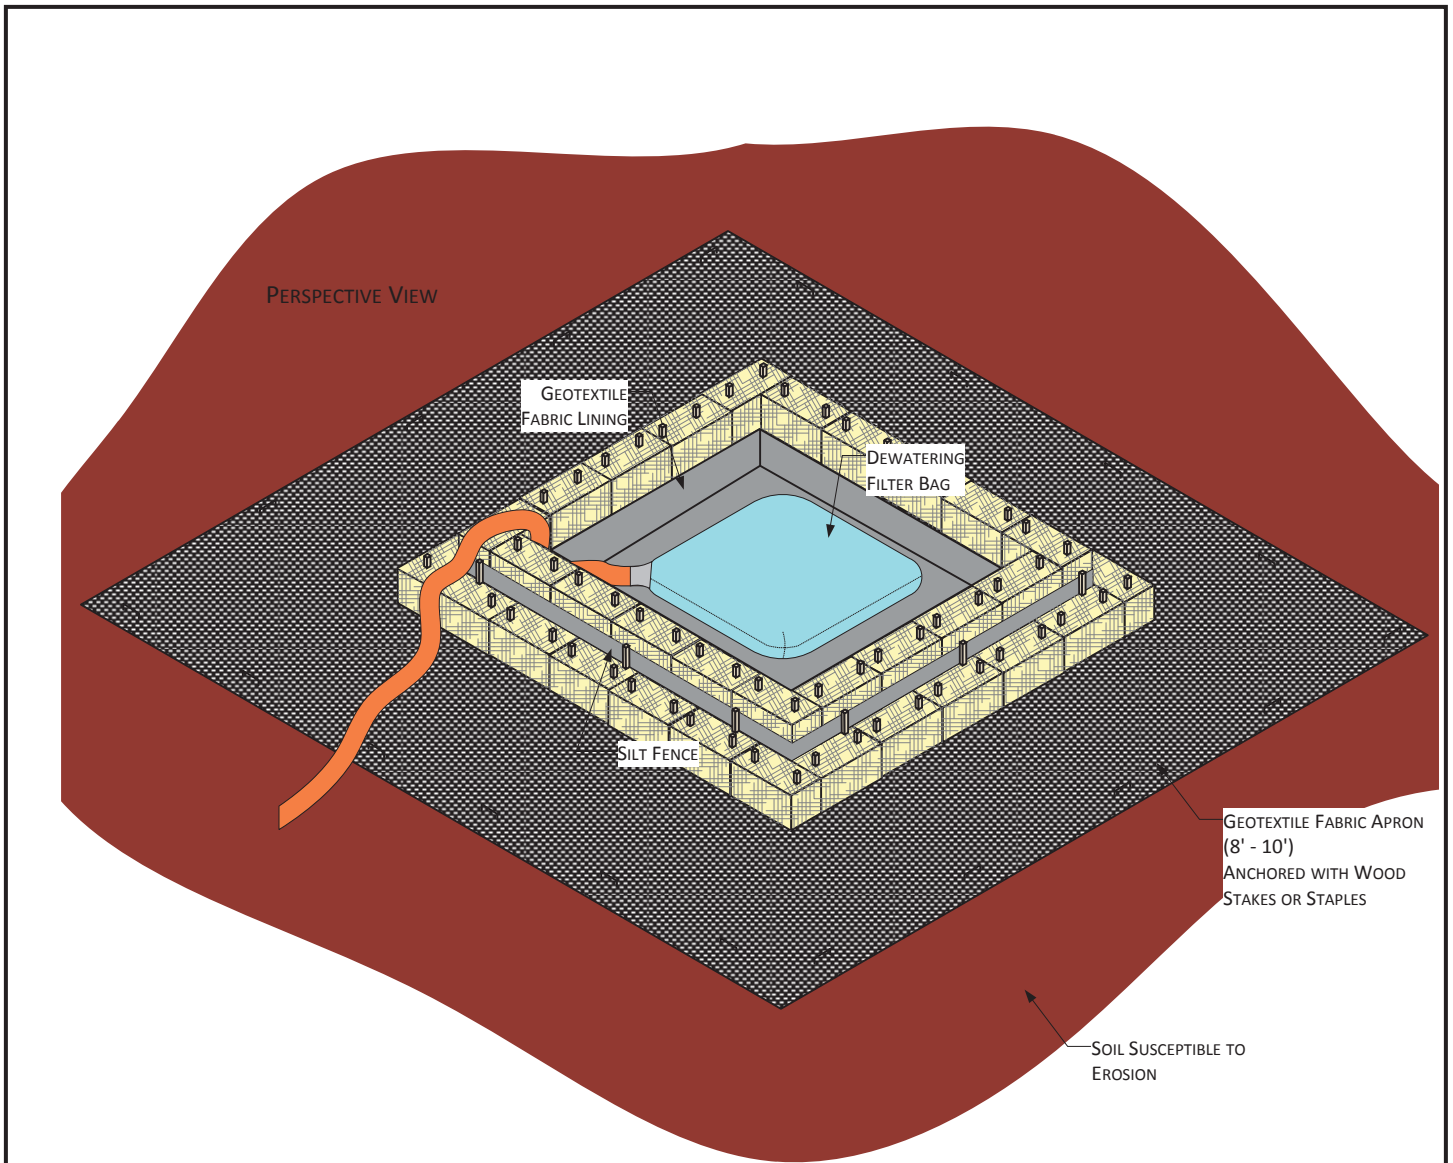 PERSPECTIVE VIEW
GEOTEXTILE
FABRIC LINING
DEWATERING
FILTER BAG
SILT FENCE
GEOTEXTILE FABRIC APRON
(8' - 10')
ANCHORED WITH WOOD
STAKES OR STAPLES
SOIL SUSCEPTIBLE TO
EROSION